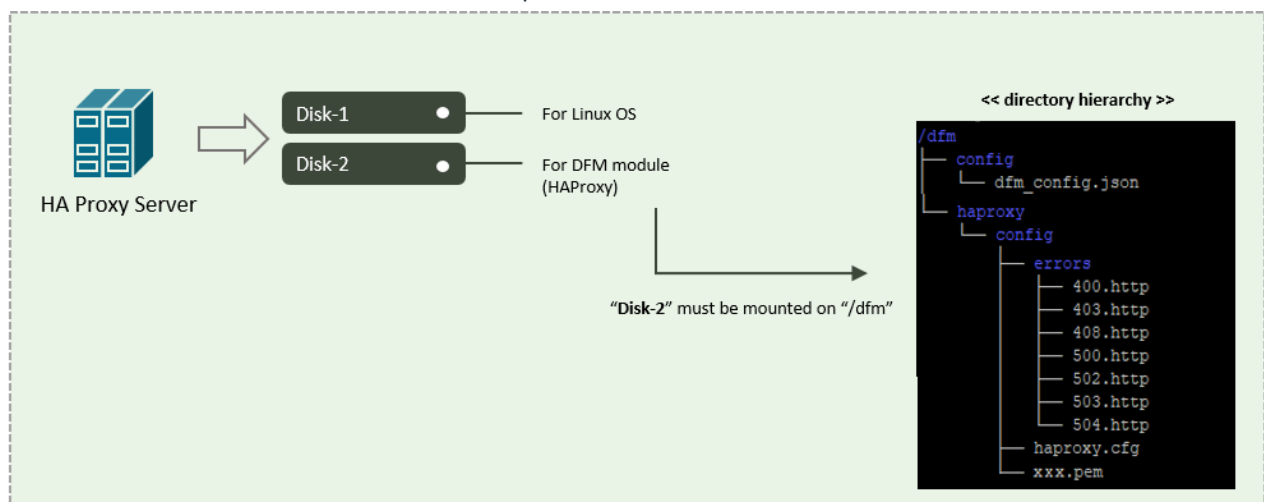 HA Proxy Server
Disk-1
Disk-2
For Linux OS
For DFM module
(HAProxy)
“Disk-2” must be mounted on “/dfm”
<< directory hierarchy >>
/dfm
├── config
│   └── dfm_config.json
└── haproxy
    └── config
        ├── errors
        │   ├── 400.http
        │   ├── 403.http
        │   ├── 408.http
        │   ├── 500.http
        │   ├── 502.http
        │   ├── 503.http
        │   └── 504.http
        ├── haproxy.cfg
        └── xxx.pem